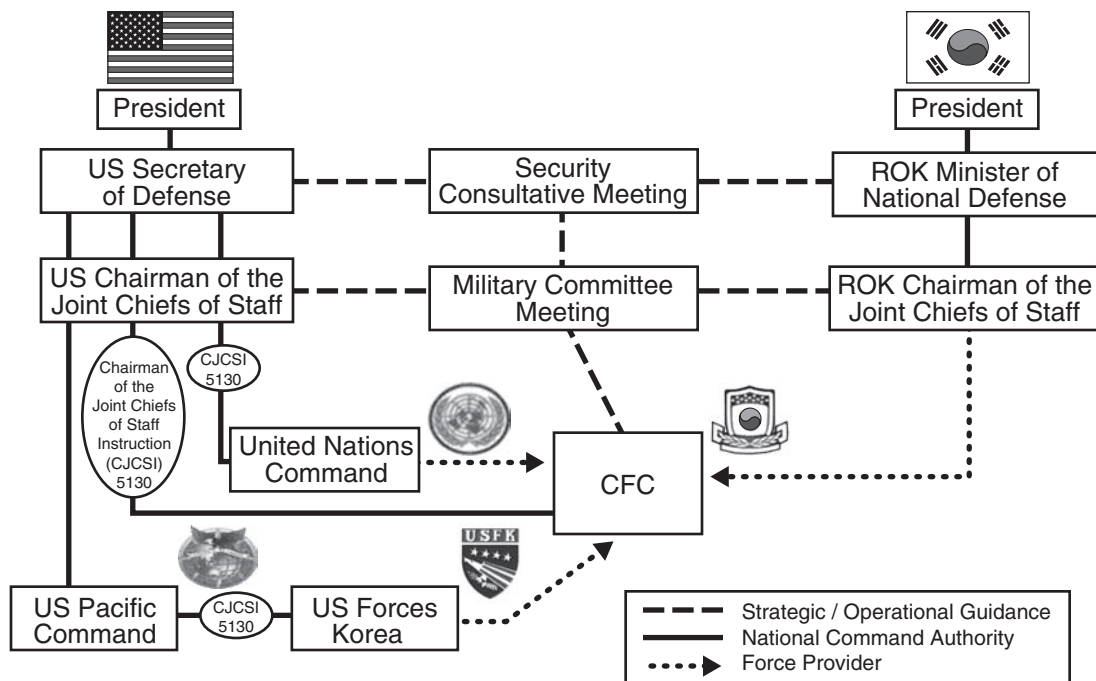 President
President
US Secretary
of Defense
Security
Consultative Meeting
ROK Minister of
National Defense
US Chairman of the
Joint Chiefs of Staff
Military Committee
Meeting
ROK Chairman of the
Joint Chiefs of Staff
Chairman
of the
Joint Chiefs
of Staff
Instruction
(CJCSI)
5130
CJCSI
5130
United Nations
Command
CFC
USFK
US Pacific
Command
CJCSI
5130
US Forces
Korea
Strategic / Operational Guidance
National Command Authority
Force Provider